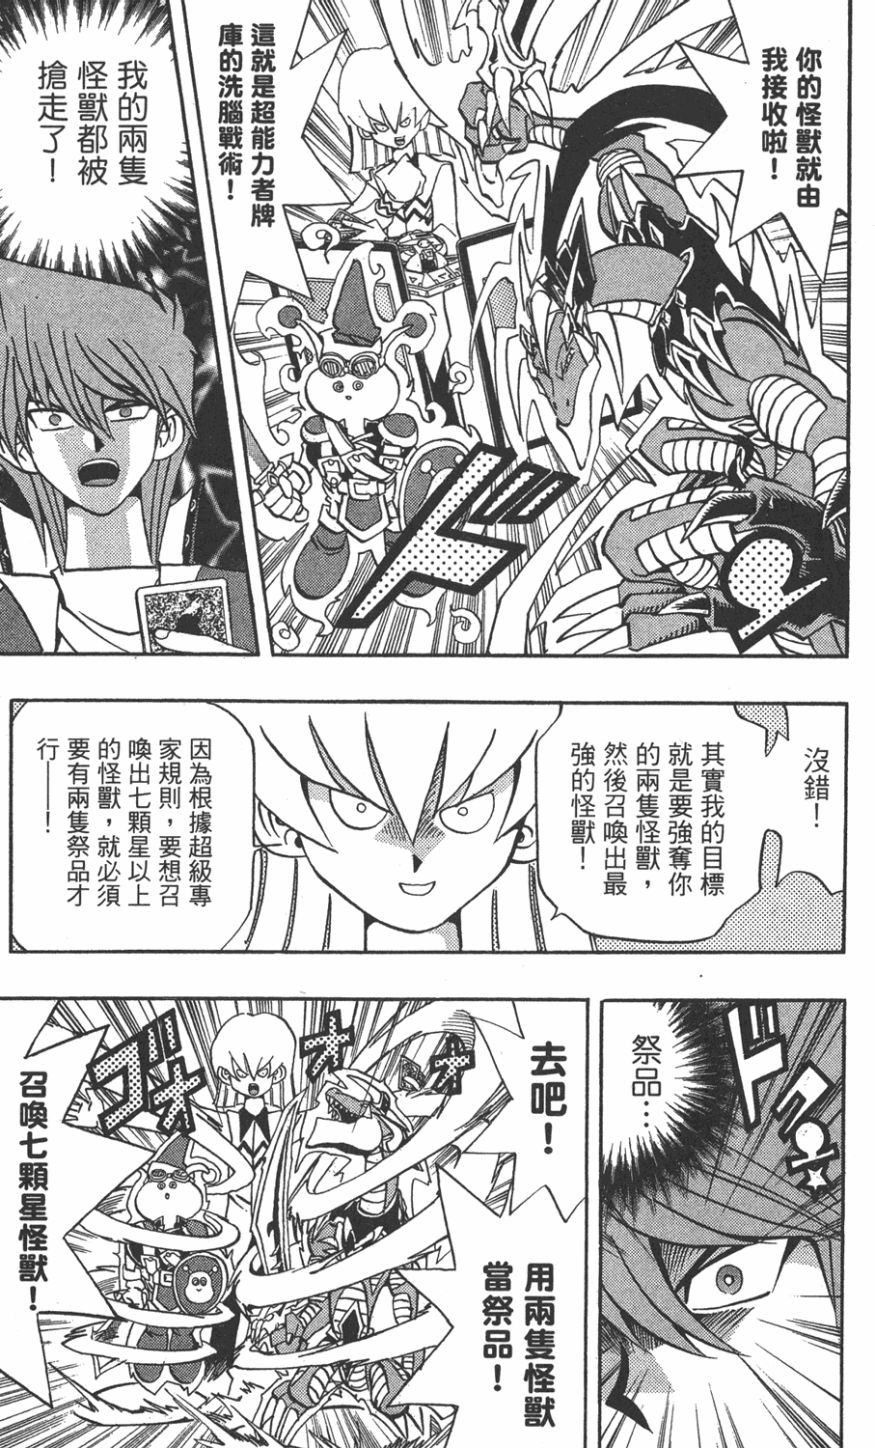 你的怪獸就由
我接收啦！
這就是超能力者牌
庫的洗腦戰術！
我的兩隻
怪獸都被
搶走了！
ド
沒錯！
其實我的目標
就是要強奪你
的兩隻怪獸，
然後召喚出最
強的怪獸！
因為根據超級專
家規則，要想召
喚出七顆星以上
的怪獸，就必須
要有兩隻祭品才
行——！
祭品…
ドクン
去吧！
用兩隻怪獸
當祭品！
ゴオオオ
召喚七顆星怪獸！